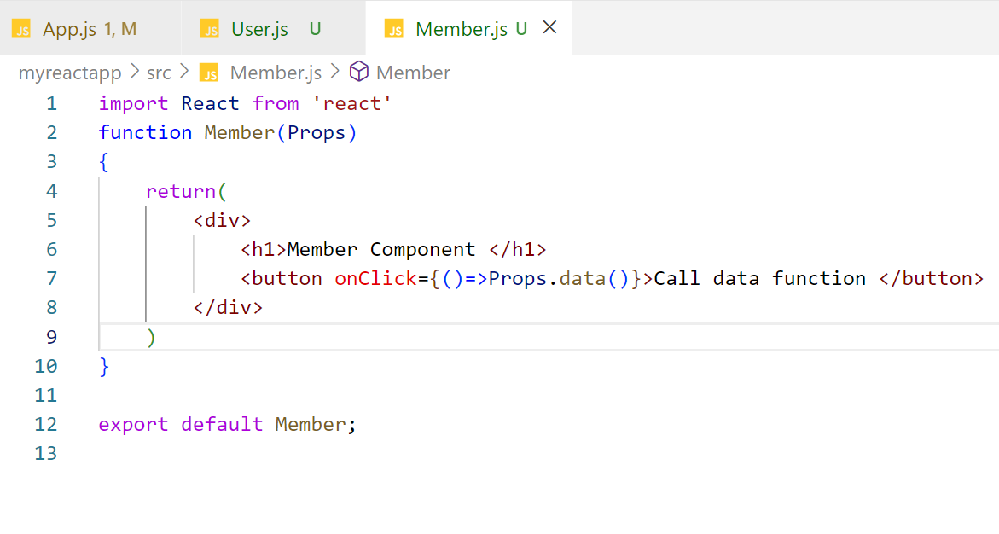 JS App.js 1, M JS User.js U JS Member.js U
myreactapp > src > JS Member.js > Member
1 import React from 'react'
2 function Member(Props)
3 {
4     return(
5         <div>
6             <h1>Member Component </h1>
7             <button onClick={()=>Props.data()}>Call data function </button>
8         </div>
9     )
10 }
11
12 export default Member;
13